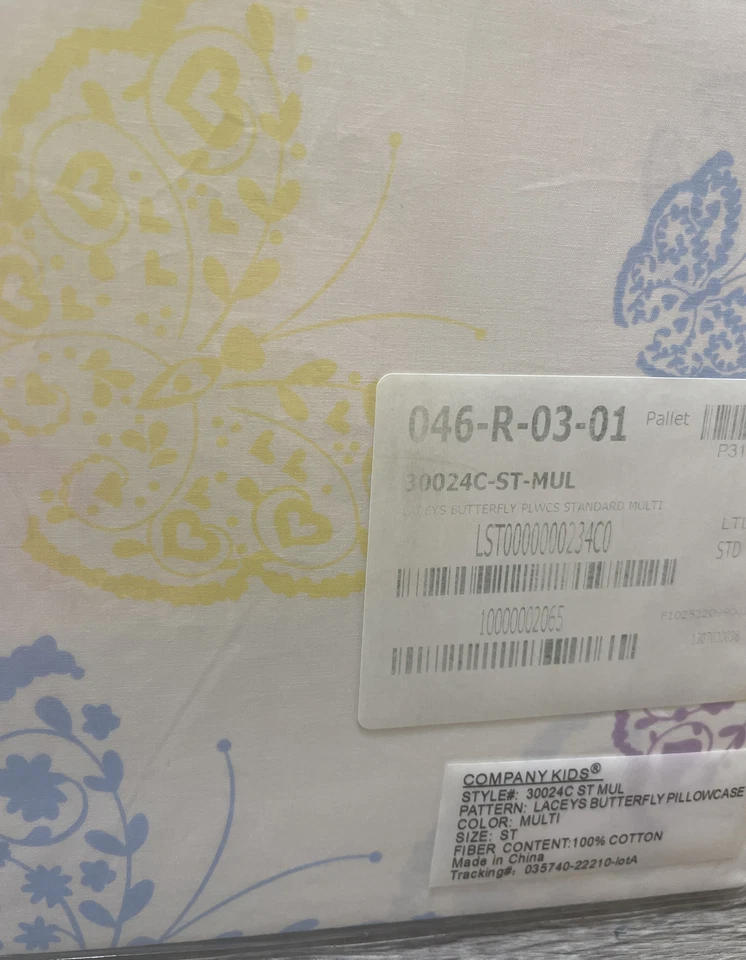 046-R-03-01 Pallet
P31
30024C-ST-MUL
LACEYS BUTTERFLY PLWCS STANDARD MULTI
LST0000000234C0
STD
10000002065
COMPANY KIDS®
STYLE#: 30024C ST MUL
PATTERN: LACEYS BUTTERFLY PILLOWCASE
COLOR: MULTI
SIZE: ST
FIBER CONTENT:100% COTTON
Made in China
Tracking#: 035740-22210-lotA